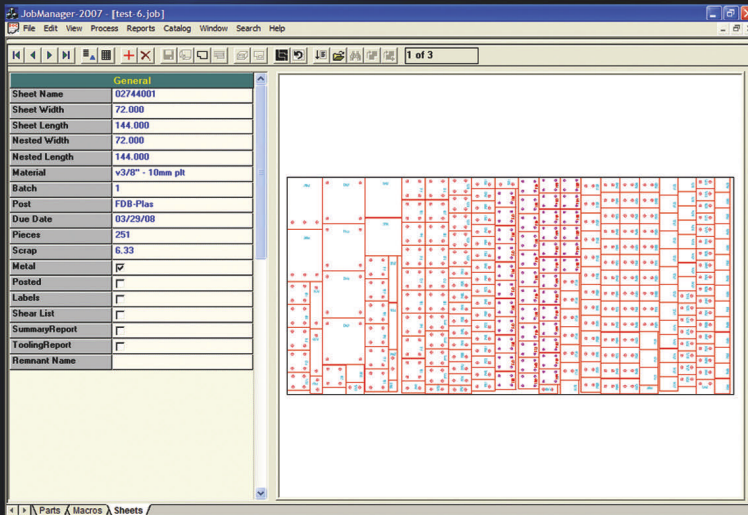 JobManager-2007 - [test-6.job]
File Edit View Process Reports Catalog Window Search Help
1 of 3
General
Sheet Name 02744001
Sheet Width 72.000
Sheet Length 144.000
Nested Width 72.000
Nested Length 144.000
Material v3/8" - 10mm plt
Batch 1
Post FDB-Plas
Due Date 03/29/08
Pieces 251
Scrap 6.33
Metal
Posted
Labels
Shear List
SummaryReport
ToolingReport
Remnant Name
Parts Macros Sheets